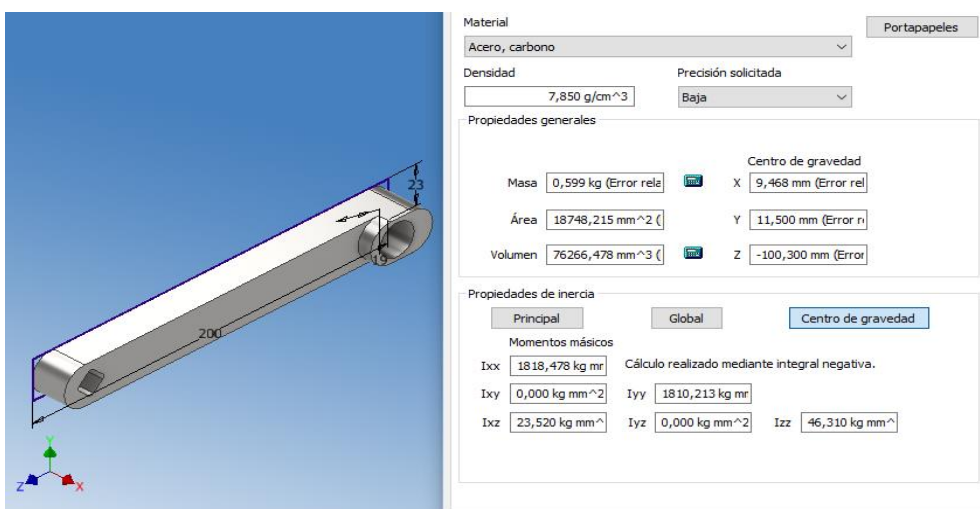 Material
Portapapeles
Acero, carbono
Densidad
Precisión solicitada
7,850 g/cm^3
Baja
Propiedades generales
Centro de gravedad
Masa 0,599 kg (Error rela X 9,468 mm (Error rel
Área 18748,215 mm^2 ( Y 11,500 mm (Error r
Volumen 76266,478 mm^3 ( Z -100,300 mm (Error
Propiedades de inercia
Principal Global Centro de gravedad
Momentos másicos
Ixx 1818,478 kg mr Cálculo realizado mediante integral negativa.
Ixy 0,000 kg mm^2 Iyy 1810,213 kg mr
Ixz 23,520 kg mm^ Iyz 0,000 kg mm^2 Izz 46,310 kg mm^
23
19
200
Y
Z X